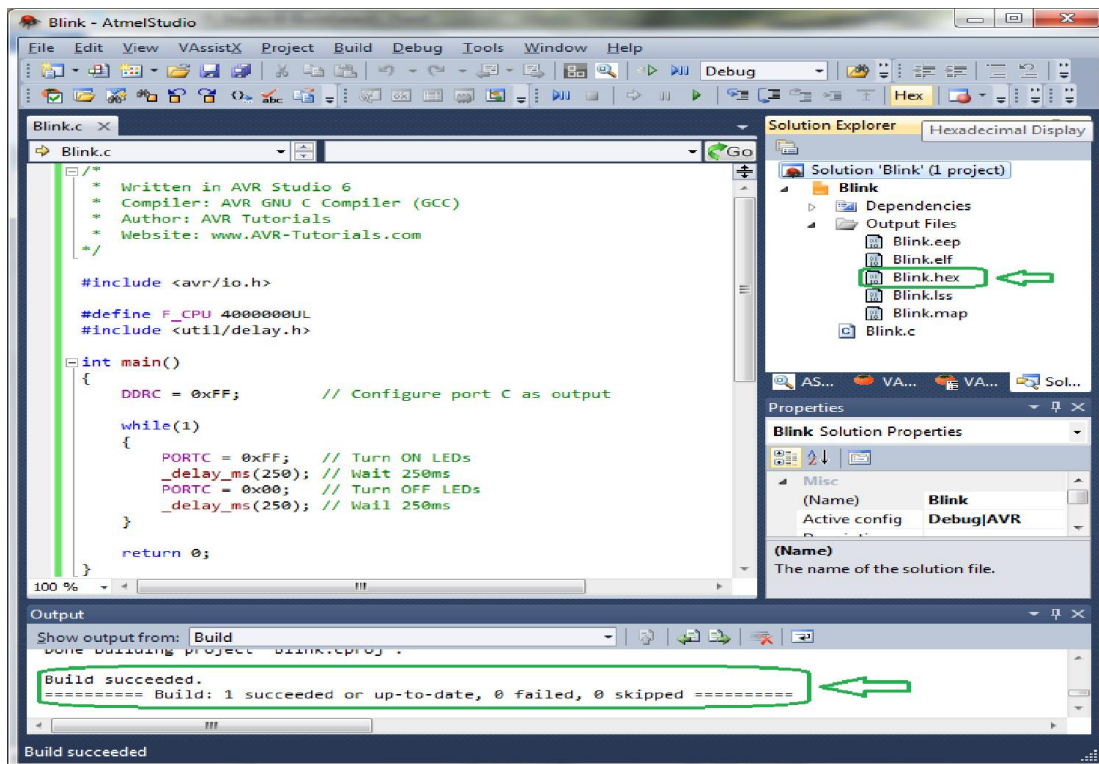 Blink - AtmelStudio
File Edit View VAssistX Project Build Debug Tools Window Help
Debug
Hex
Hexadecimal Display
Blink.c
Blink.c
Go
/*
* Written in AVR Studio 6
* Compiler: AVR GNU C Compiler (GCC)
* Author: AVR Tutorials
* Website: www.AVR-Tutorials.com
*/
#include <avr/io.h>
#define F_CPU 4000000UL
#include <util/delay.h>
int main()
{
DDRC = 0xFF; // Configure port C as output
while(1)
{
PORTC = 0xFF; // Turn ON LEDs
_delay_ms(250); // Wait 250ms
PORTC = 0x00; // Turn OFF LEDs
_delay_ms(250); // Wail 250ms
}
return 0;
}
100 %
Solution Explorer
Solution 'Blink' (1 project)
Blink
Dependencies
Output Files
Blink.eep
Blink.elf
Blink.hex
Blink.lss
Blink.map
Blink.c
AS... VA... VA... Sol...
Properties
Blink Solution Properties
Misc
(Name) Blink
Active config Debug|AVR
(Name)
The name of the solution file.
Output
Show output from: Build
Done building project "Blink.cproj".
Build succeeded.
========== Build: 1 succeeded or up-to-date, 0 failed, 0 skipped ==========
Build succeeded